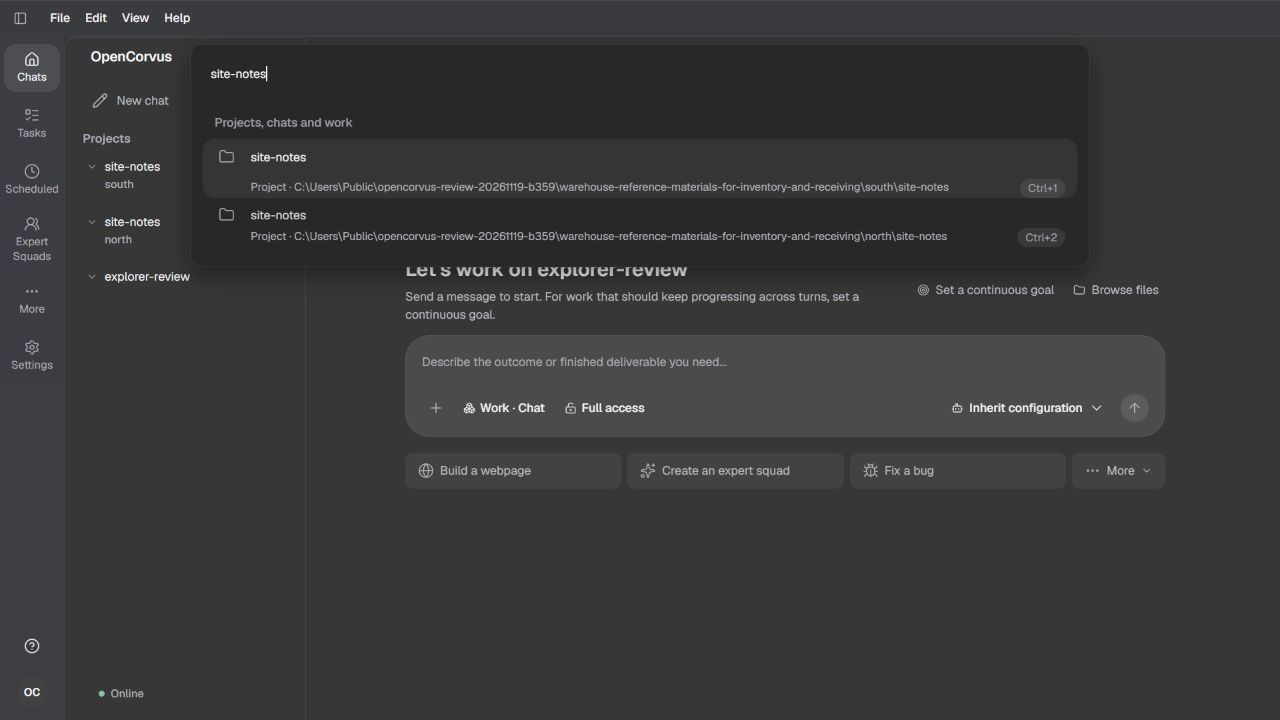 File Edit View Help
Chats
Tasks
Scheduled
Expert
Squads
More
Settings
OC
OpenCorvus
New chat
Projects
site-notes
south
site-notes
north
explorer-review
Online
site-notes
Projects, chats and work
site-notes
Project · C:\Users\Public\opencorvus-review-20261119-b359\warehouse-reference-materials-for-inventory-and-receiving\south\site-notes
Ctrl+1
site-notes
Project · C:\Users\Public\opencorvus-review-20261119-b359\warehouse-reference-materials-for-inventory-and-receiving\north\site-notes
Ctrl+2
Let's work on explorer-review
Send a message to start. For work that should keep progressing across turns, set a
continuous goal.
Set a continuous goal
Browse files
Describe the outcome or finished deliverable you need...
Work · Chat
Full access
Inherit configuration
Build a webpage
Create an expert squad
Fix a bug
More